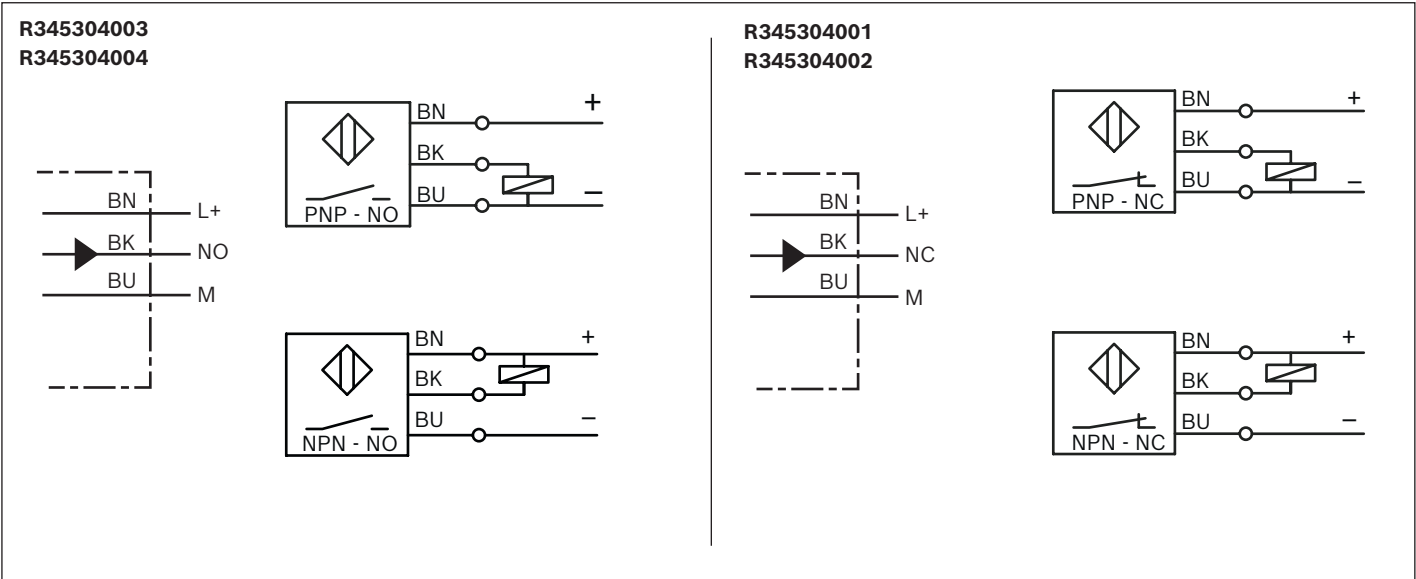 R345304003
R345304004
BN
+
BK
BU
–
PNP - NO
BN
L+
BK
NO
BU
M
BN
+
BK
BU
–
NPN - NO
R345304001
R345304002
BN
+
BK
BU
–
PNP - NC
BN
L+
BK
NC
BU
M
BN
+
BK
BU
–
NPN - NC